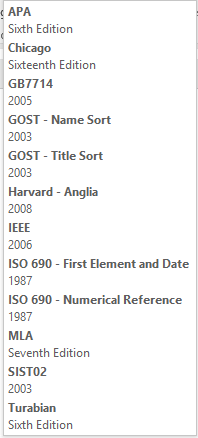 APA
Sixth Edition
Chicago
Sixteenth Edition
GB7714
2005
GOST - Name Sort
2003
GOST - Title Sort
2003
Harvard - Anglia
2008
IEEE
2006
ISO 690 - First Element and Date
1987
ISO 690 - Numerical Reference
1987
MLA
Seventh Edition
SIST02
2003
Turabian
Sixth Edition